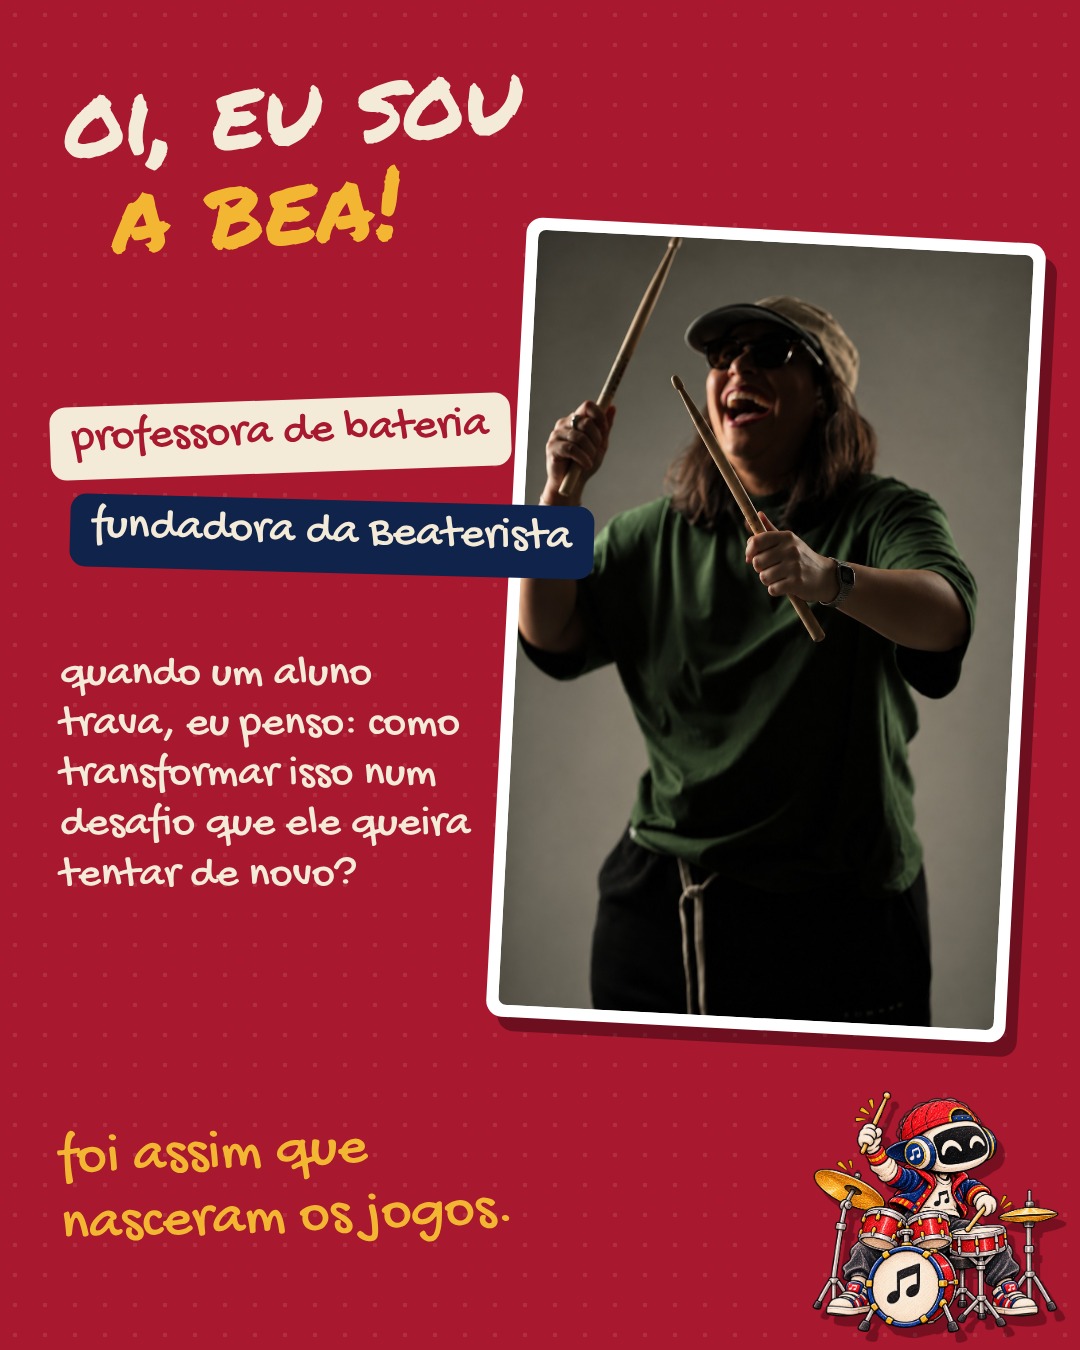 OI, EU SOU
A BEA!
professora de bateria
fundadora da Beaterista
quando um aluno
trava, eu penso: como
transformar isso num
desafio que ele queira
tentar de novo?
foi assim que
nasceram os jogos.